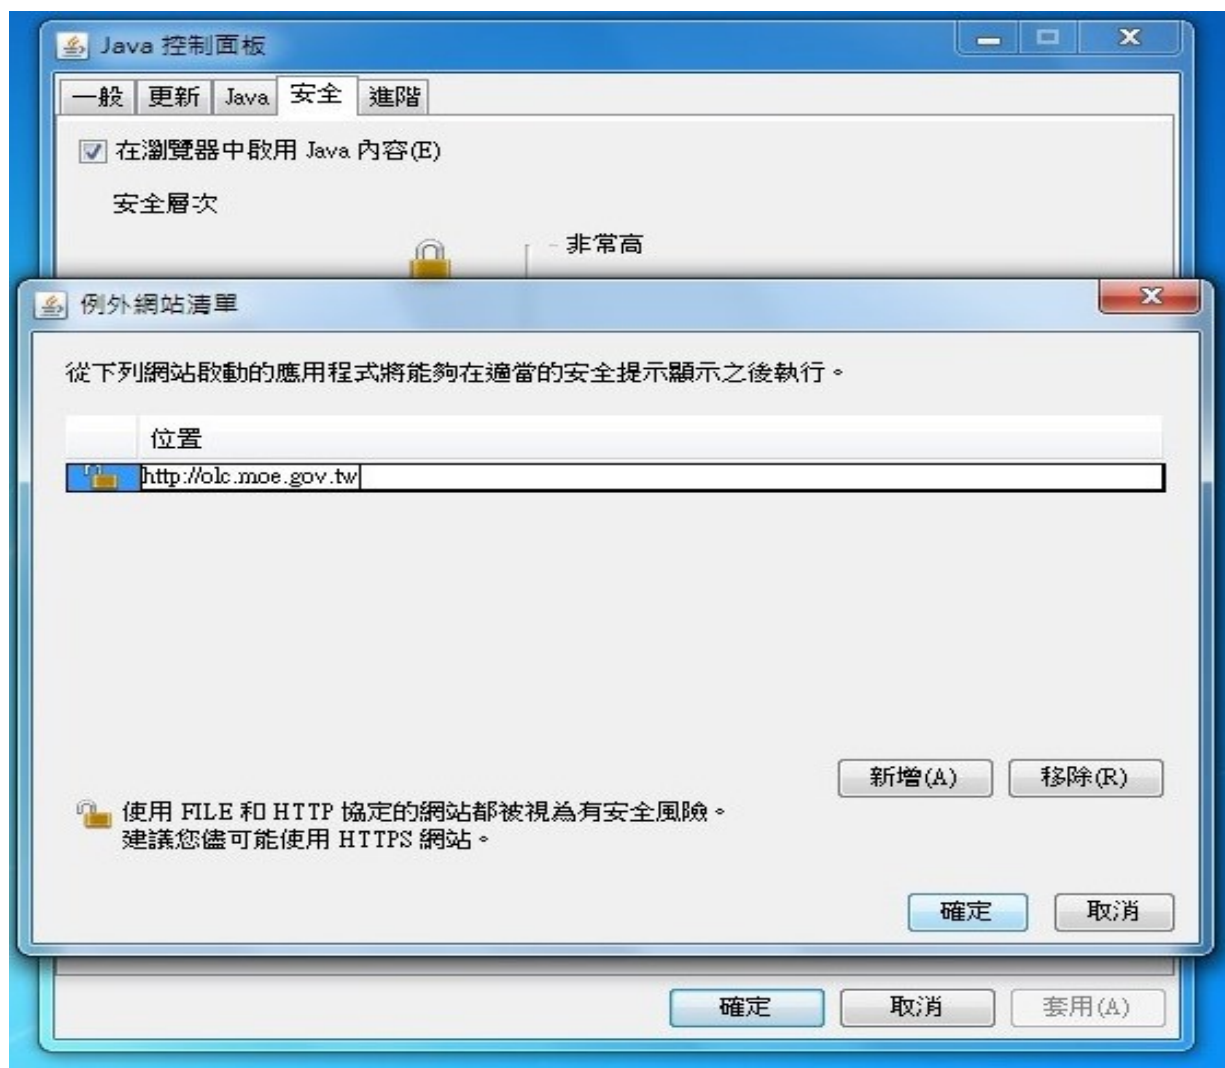 Java 控制面板
一般 更新 Java 安全 進階
在瀏覽器中啟用 Java 內容(E)
安全層次
非常高
例外網站清單
從下列網站啟動的應用程式將能夠在適當的安全提示顯示之後執行。
位置
http://olc.moe.gov.tw
新增(A) 移除(R)
使用 FILE 和 HTTP 協定的網站都被視為有安全風險。
建議您儘可能使用 HTTPS 網站。
確定 取消
確定 取消 套用(A)